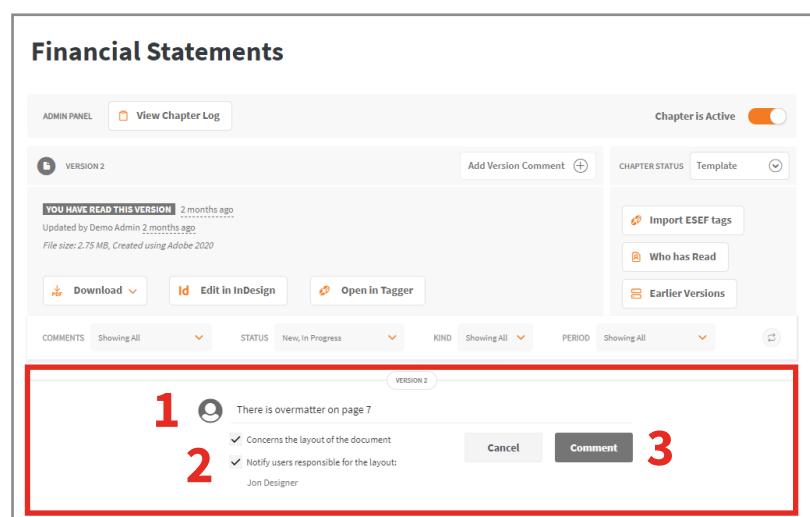 Financial Statements
ADMIN PANEL View Chapter Log Chapter is Active
VERSION 2 Add Version Comment CHAPTER STATUS Template
YOU HAVE READ THIS VERSION 2 months ago
Updated by Demo Admin 2 months ago
File size: 2.75 MB, Created using Adobe 2020
Import ESEF tags
Who has Read
PDF Download Id Edit in InDesign Open in Tagger
Earlier Versions
COMMENTS Showing All STATUS New, In Progress KIND Showing All PERIOD Showing All
VERSION 2
1 There is overmatter on page 7
Concerns the layout of the document
2 Notify users responsible for the layout:
Jon Designer
Cancel Comment 3